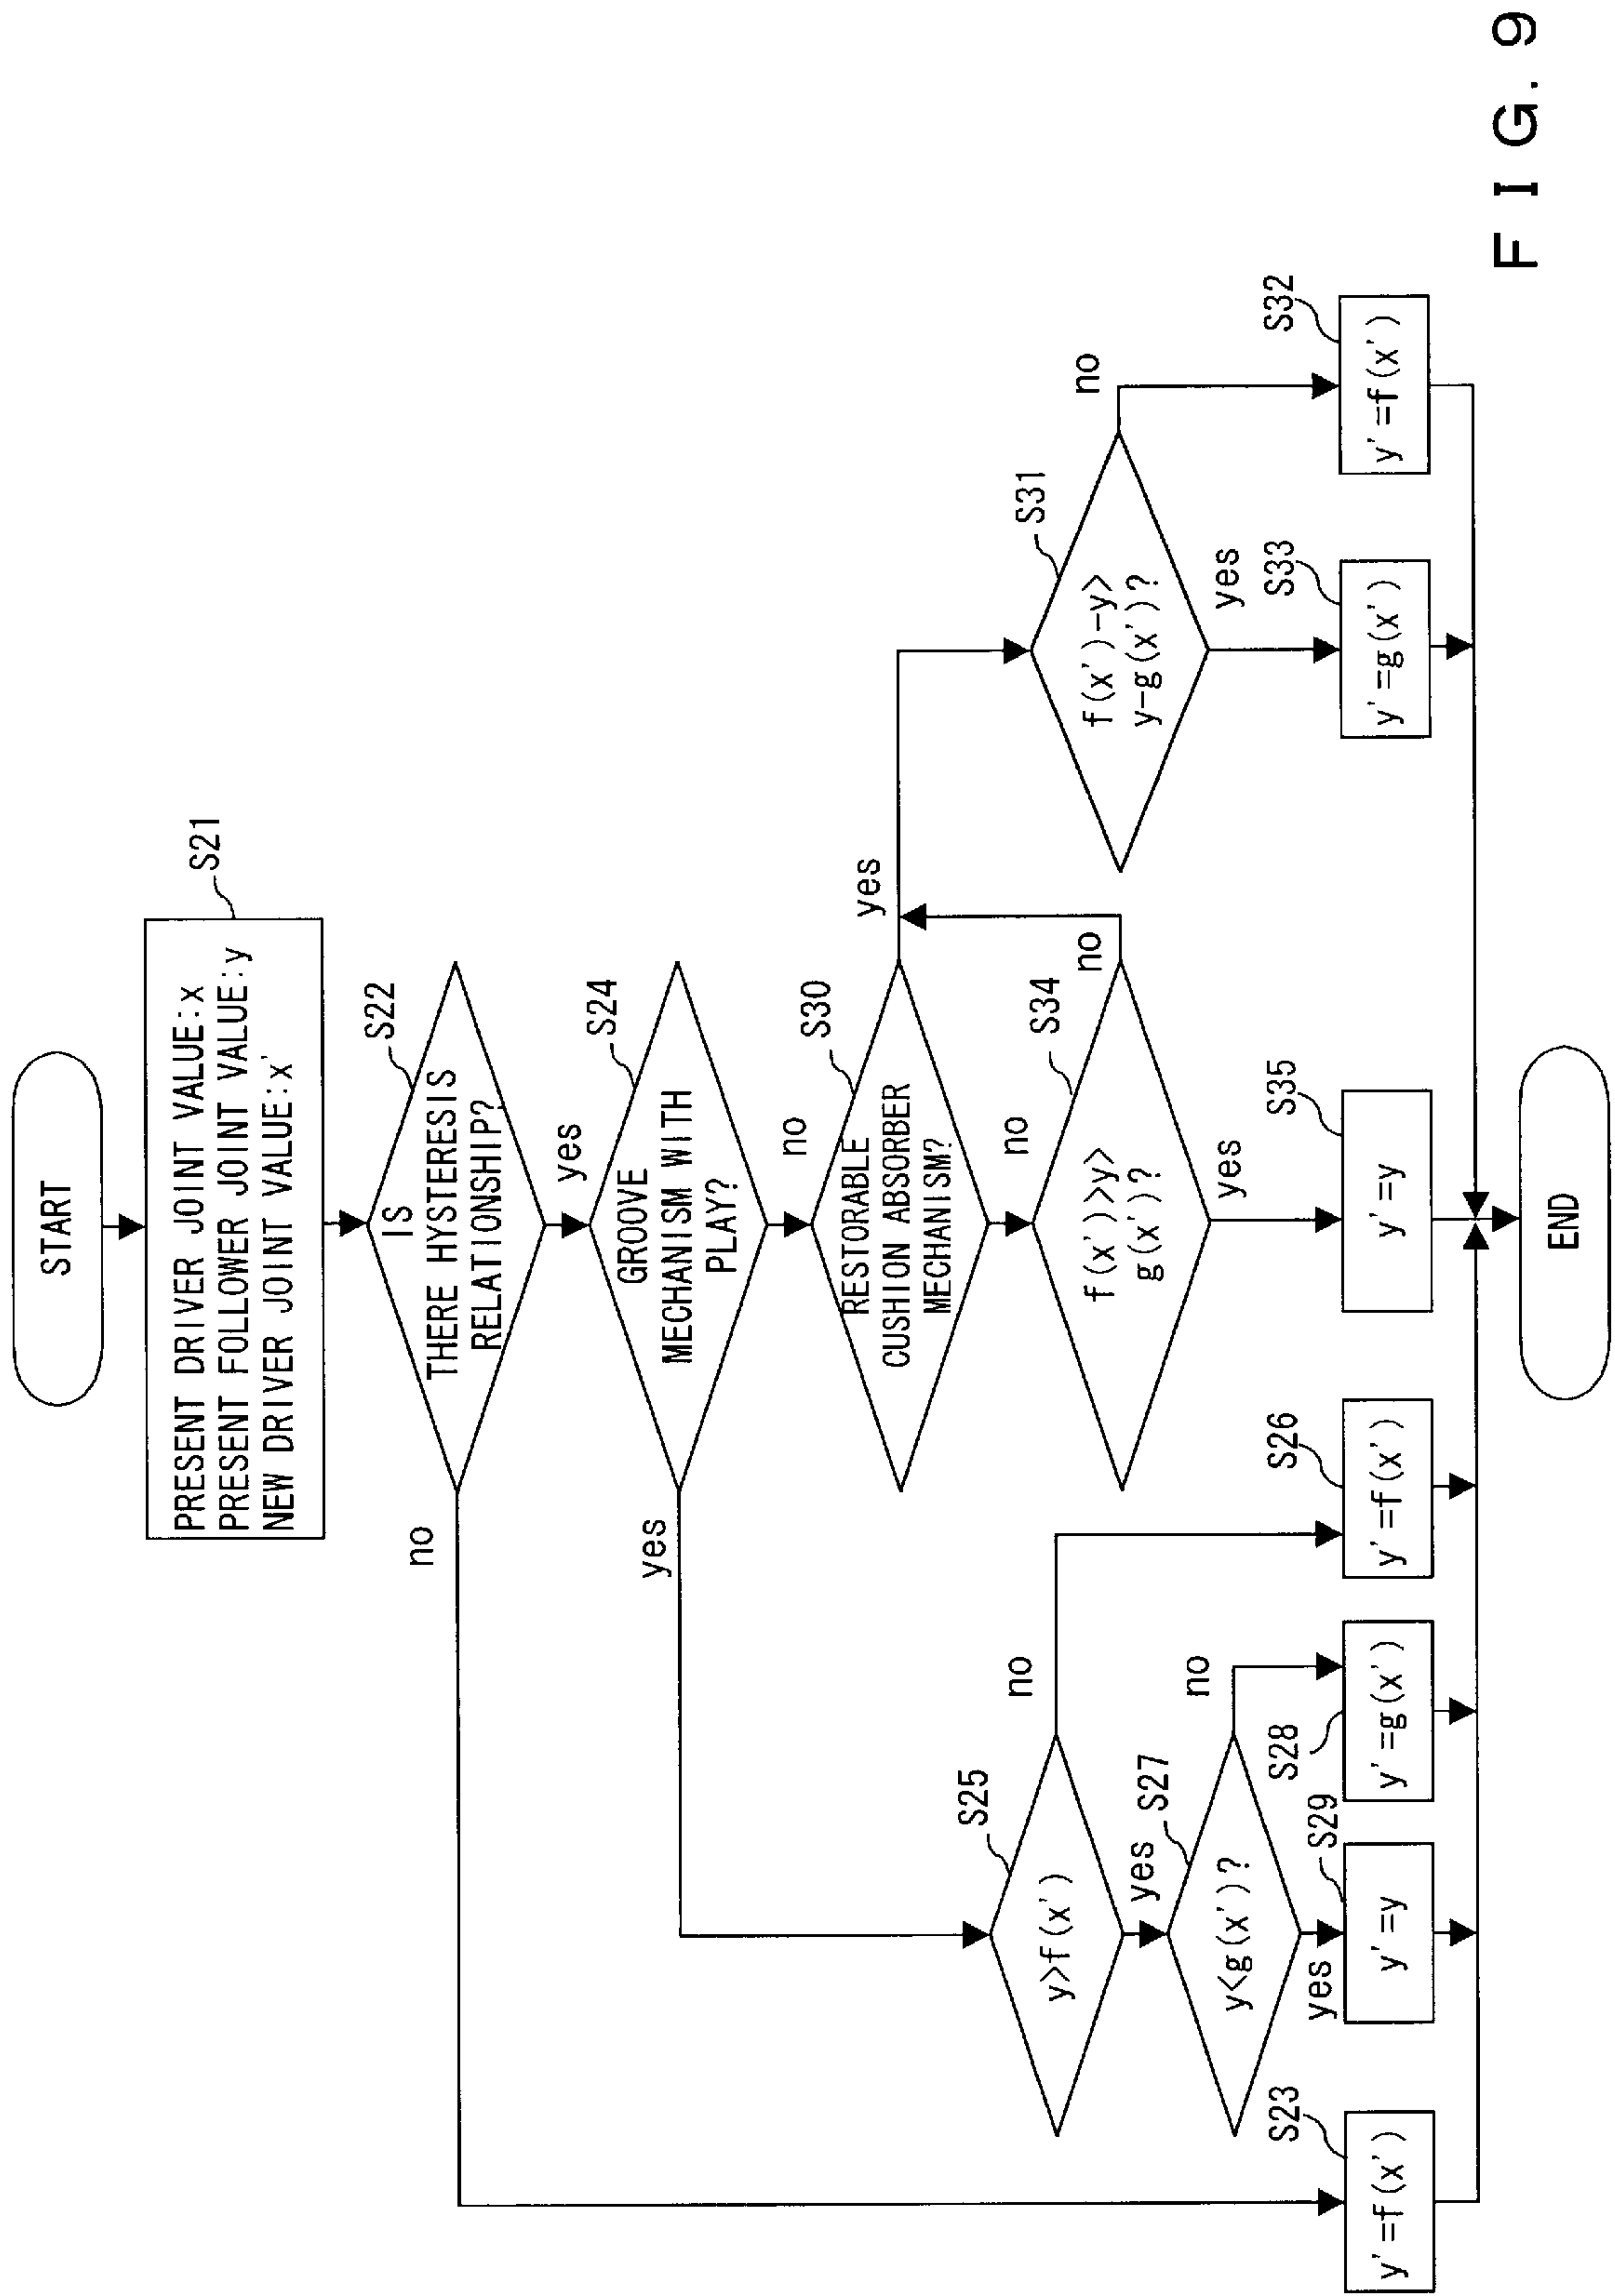 START
PRESENT DRIVER JOINT VALUE:x
PRESENT FOLLOWER JOINT VALUE:y
NEW DRIVER JOINT VALUE:x'
S21
IS
THERE HYSTERESIS
RELATIONSHIP?
S22
no
yes
GROOVE
MECHANISM WITH
PLAY?
S24
yes
no
RESTORABLE
CUSHION ABSORBER
MECHANISM?
S30
yes
no
y>f(x')
S25
no
yes
f(x')>y>
g(x')?
S34
no
yes
f(x')-y>
y-g(x')?
S31
no
yes
y<g(x')?
S27
no
yes
y'=f(x')
S23
y'=y
S29
y'=g(x')
S28
y'=f(x')
S26
y'=y
S35
y'=g(x')
S33
y'=f(x')
S32
END
FIG. 9